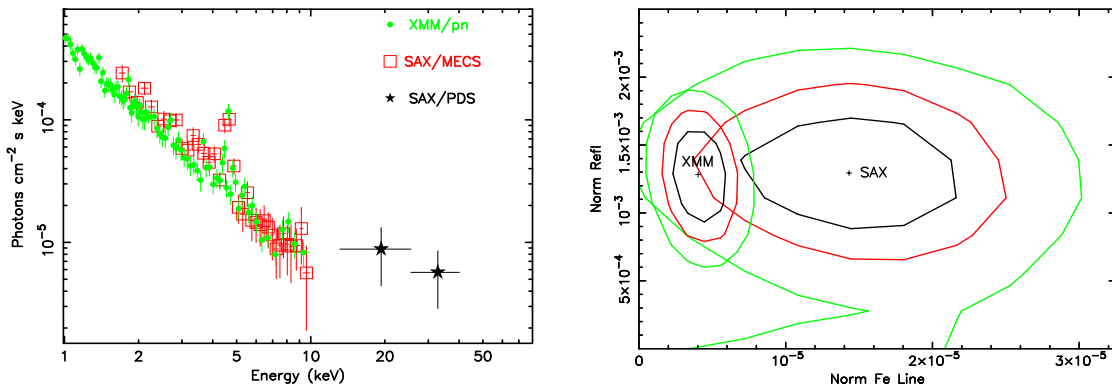 XMM/pn
SAX/MECS
SAX/PDS
Photons cm⁻² s keV
10⁻⁴
10⁻⁵
1
2
5
10
20
50
Energy (keV)
Norm Refl
2×10⁻³
1.5×10⁻³
10⁻³
5×10⁻⁴
XMM
SAX
0
10⁻⁵
2×10⁻⁵
3×10⁻⁵
Norm Fe Line